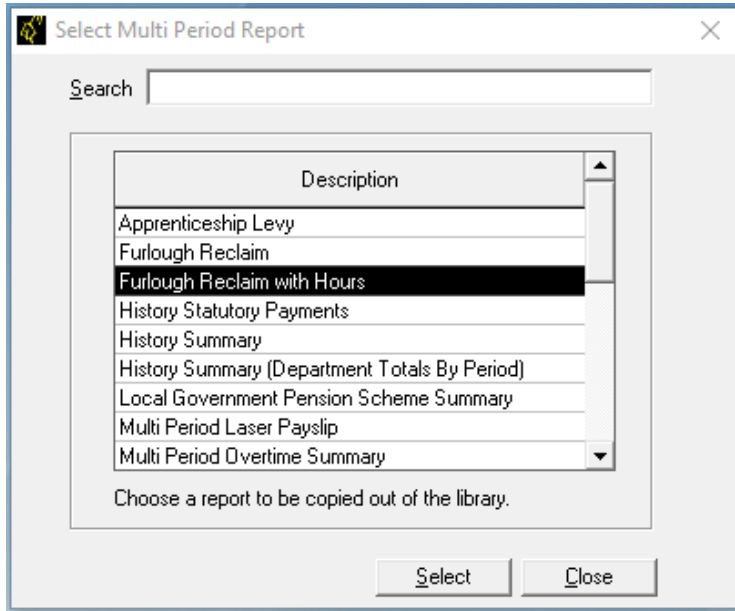 Select Multi Period Report
Search
Description
Apprenticeship Levy
Furlough Reclaim
Furlough Reclaim with Hours
History Statutory Payments
History Summary
History Summary (Department Totals By Period)
Local Government Pension Scheme Summary
Multi Period Laser Payslip
Multi Period Overtime Summary
Choose a report to be copied out of the library.
Select Close